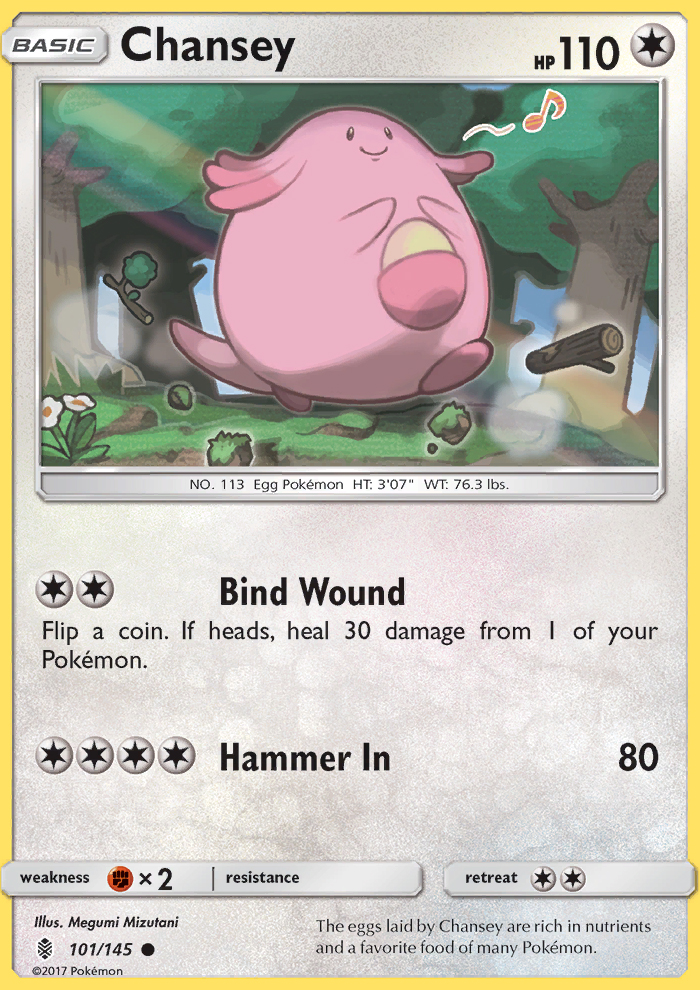 BASIC Chansey HP 110
NO. 113 Egg Pokémon HT: 3'07" WT: 76.3 lbs.
Bind Wound
Flip a coin. If heads, heal 30 damage from 1 of your
Pokémon.
Hammer In 80
weakness × 2 resistance retreat
Illus. Megumi Mizutani
101/145
©2017 Pokémon
The eggs laid by Chansey are rich in nutrients
and a favorite food of many Pokémon.